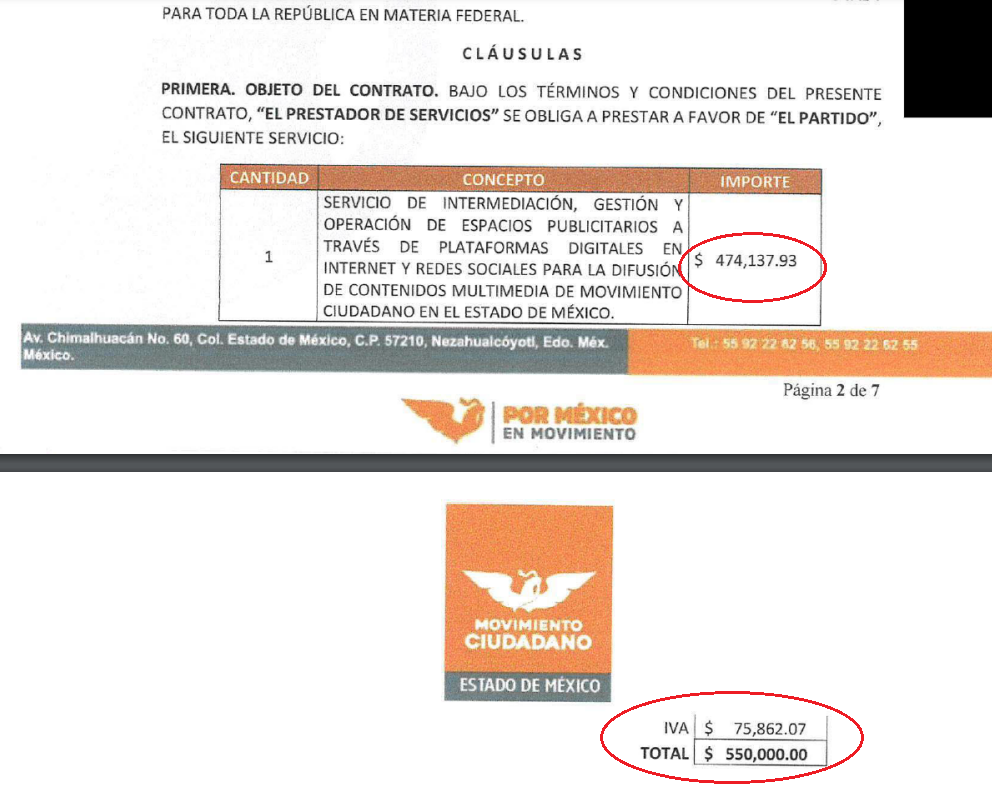 PARA TODA LA REPÚBLICA EN MATERIA FEDERAL.
CLÁUSULAS
PRIMERA. OBJETO DEL CONTRATO. BAJO LOS TÉRMINOS Y CONDICIONES DEL PRESENTE
CONTRATO, “EL PRESTADOR DE SERVICIOS” SE OBLIGA A PRESTAR A FAVOR DE “EL PARTIDO”,
EL SIGUIENTE SERVICIO:
CANTIDAD CONCEPTO IMPORTE
SERVICIO DE INTERMEDIACIÓN, GESTIÓN Y
OPERACIÓN DE ESPACIOS PUBLICITARIOS A
TRAVÉS DE PLATAFORMAS DIGITALES EN
1 INTERNET Y REDES SOCIALES PARA LA DIFUSIÓN $ 474,137.93
DE CONTENIDOS MULTIMEDIA DE MOVIMIENTO
CIUDADANO EN EL ESTADO DE MÉXICO.
Av. Chimalhuacán No. 60, Col. Estado de México, C.P. 57210, Nezahualcóyotl, Edo. Méx. Tel.: 55 92 22 62 56, 55 92 22 62 55
México.
Página 2 de 7
POR MÉXICO
EN MOVIMIENTO
MOVIMIENTO
CIUDADANO
ESTADO DE MÉXICO
IVA $ 75,862.07
TOTAL $ 550,000.00